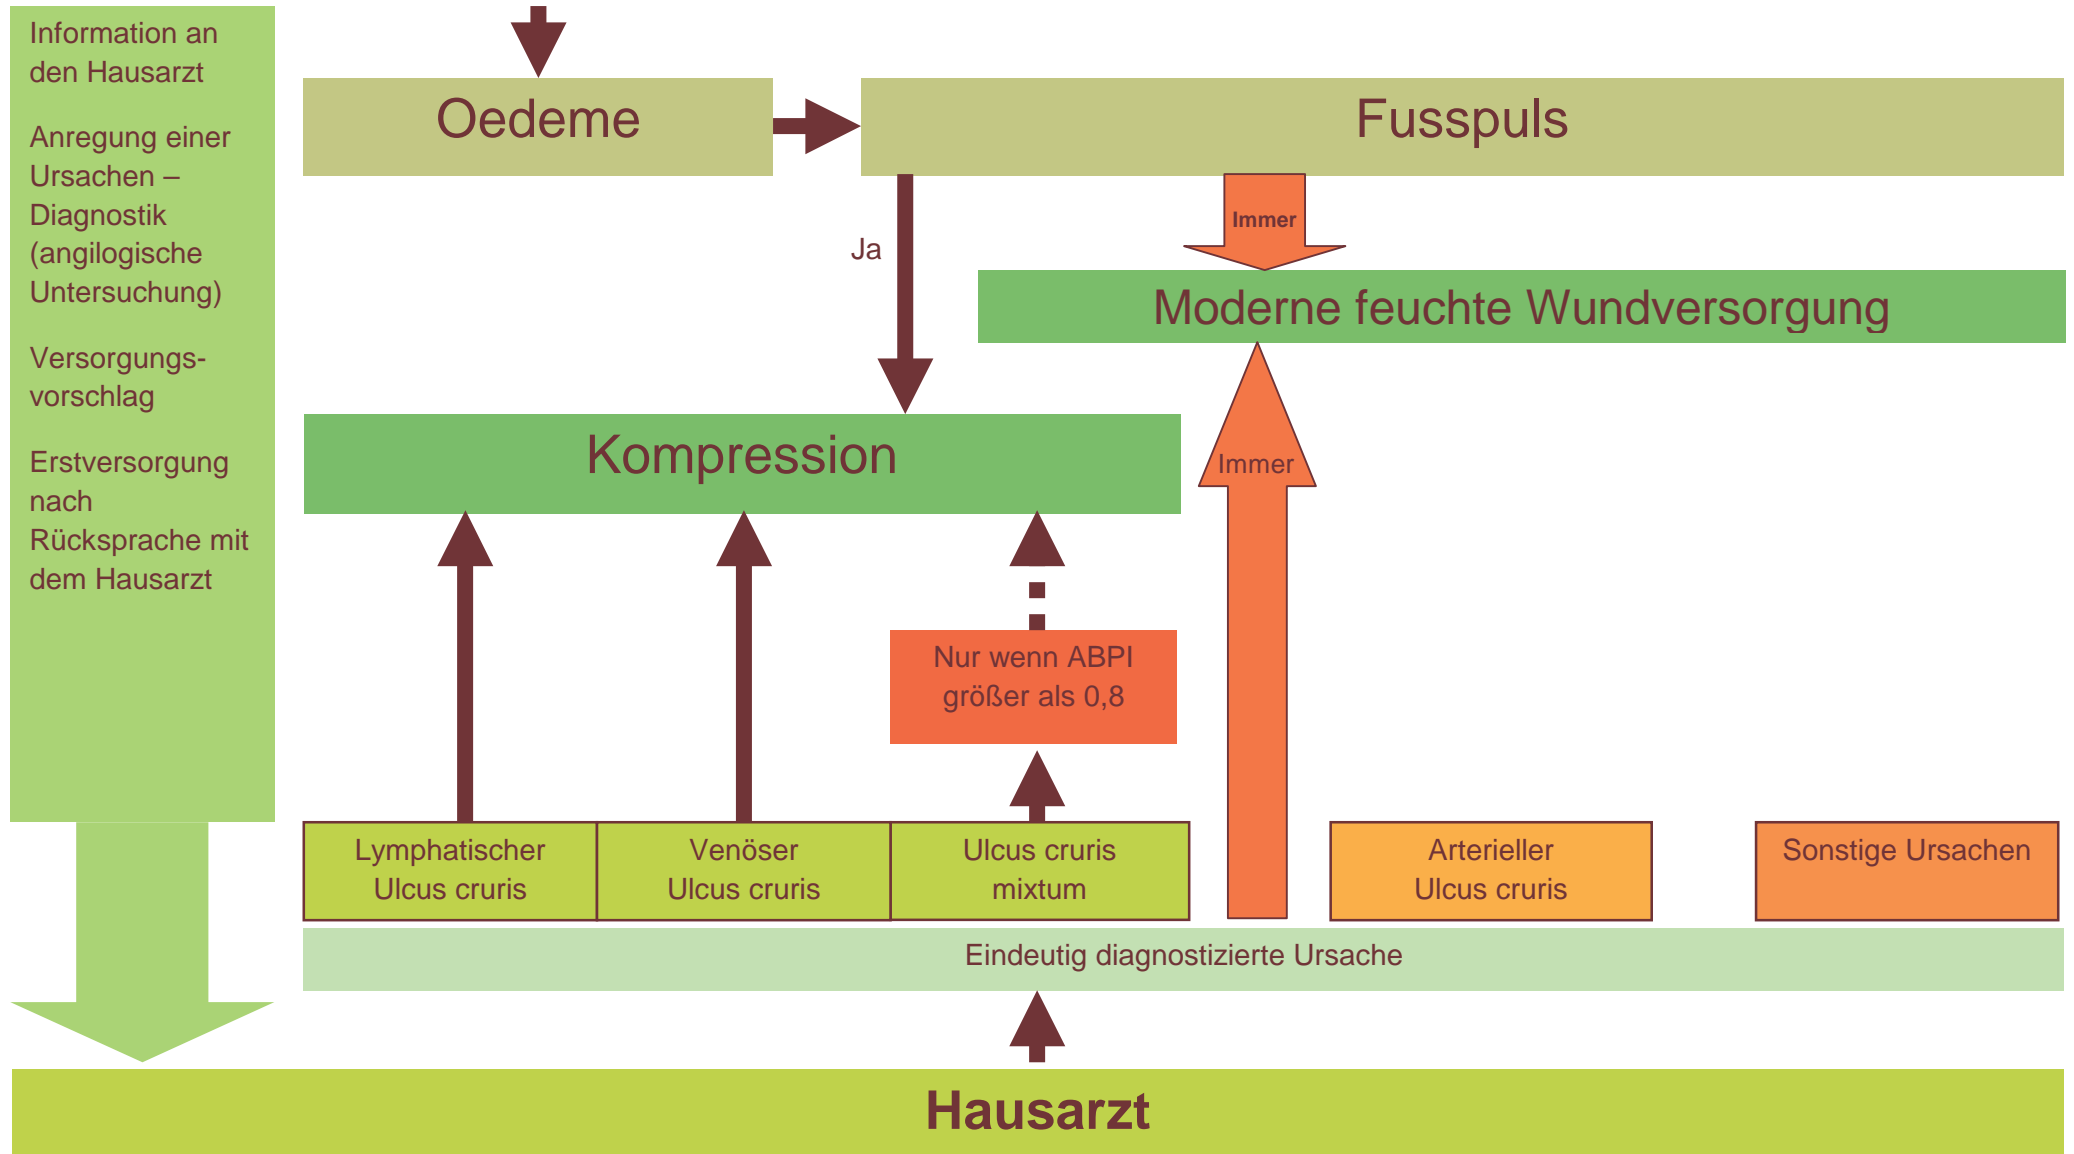 Information an
den Hausarzt
Anregung einer
Ursachen –
Diagnostik
(angilogische
Untersuchung)
Versorgungs-
vorschlag
Erstversorgung
nach
Rücksprache mit
dem Hausarzt
Oedeme
Fusspuls
Ja
Immer
Moderne feuchte Wundversorgung
Kompression
Immer
Nur wenn ABPI
größer als 0,8
Lymphatischer
Ulcus cruris
Venöser
Ulcus cruris
Ulcus cruris
mixtum
Arterieller
Ulcus cruris
Sonstige Ursachen
Eindeutig diagnostizierte Ursache
Hausarzt